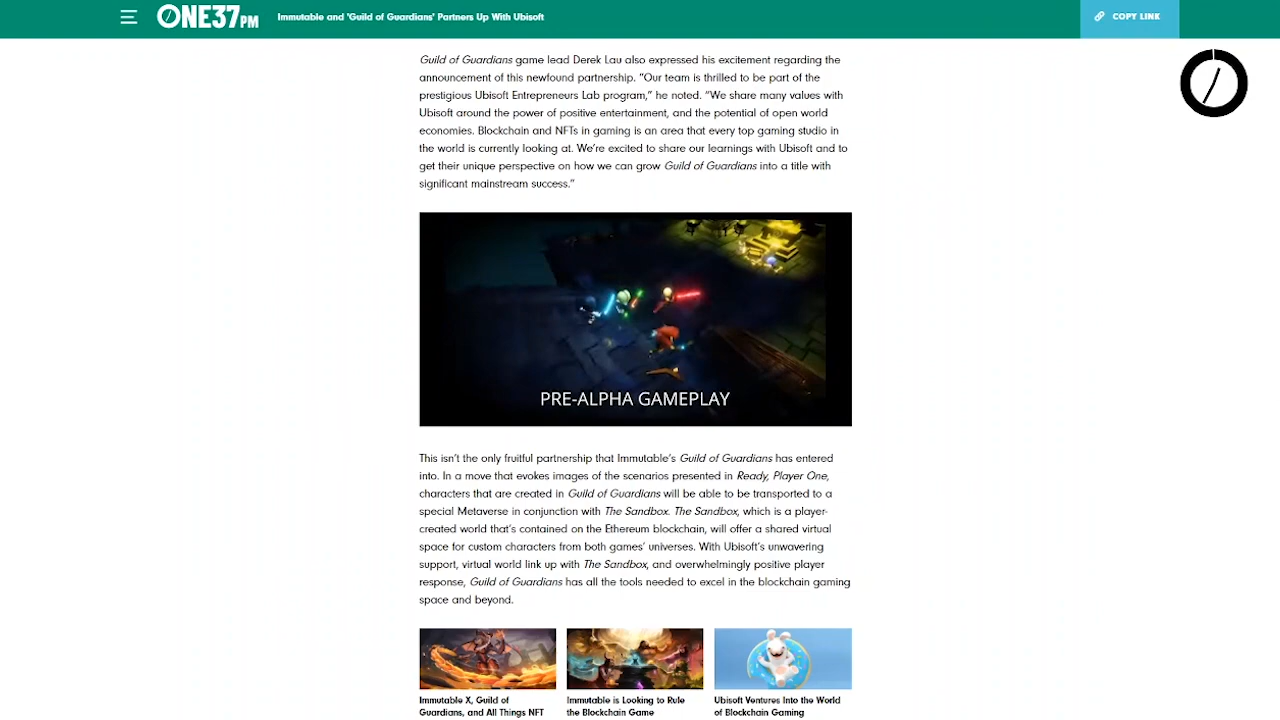 ONE37PM
Immutable and 'Guild of Guardians' Partners Up With Ubisoft
COPY LINK
Guild of Guardians game lead Derek Lau also expressed his excitement regarding the
announcement of this newfound partnership. “Our team is thrilled to be part of the
prestigious Ubisoft Entrepreneurs Lab program,” he noted. “We share many values with
Ubisoft around the power of positive entertainment, and the potential of open world
economies. Blockchain and NFTs in gaming is an area that every top gaming studio in
the world is currently looking at. We’re excited to share our learnings with Ubisoft and to
get their unique perspective on how we can grow Guild of Guardians into a title with
significant mainstream success.”
PRE-ALPHA GAMEPLAY
This isn’t the only fruitful partnership that Immutable’s Guild of Guardians has entered
into. In a move that evokes images of the scenarios presented in Ready, Player One,
characters that are created in Guild of Guardians will be able to be transported to a
special Metaverse in conjunction with The Sandbox. The Sandbox, which is a player-
created world that’s contained on the Ethereum blockchain, will offer a shared virtual
space for custom characters from both games’ universes. With Ubisoft’s unwavering
support, virtual world link up with The Sandbox, and overwhelmingly positive player
response, Guild of Guardians has all the tools needed to excel in the blockchain gaming
space and beyond.
Immutable X, Guild of
Guardians, and All Things NFT
Immutable is Looking to Rule
the Blockchain Game
Ubisoft Ventures Into the World
of Blockchain Gaming